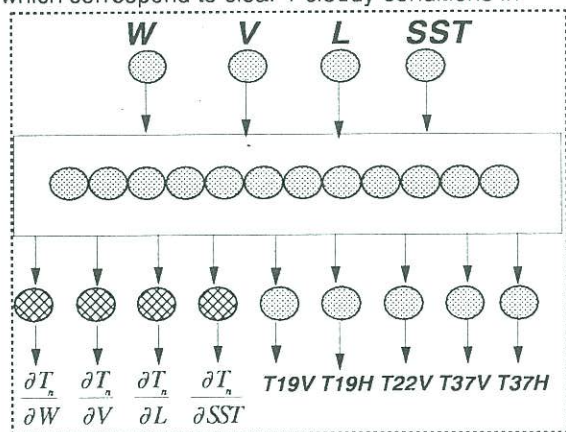 which correspond to clear + cloudy conditions in
W V L SST
∂Tₙ/∂W ∂Tₙ/∂V ∂Tₙ/∂L ∂Tₙ/∂SST T19V T19H T22V T37V T37H